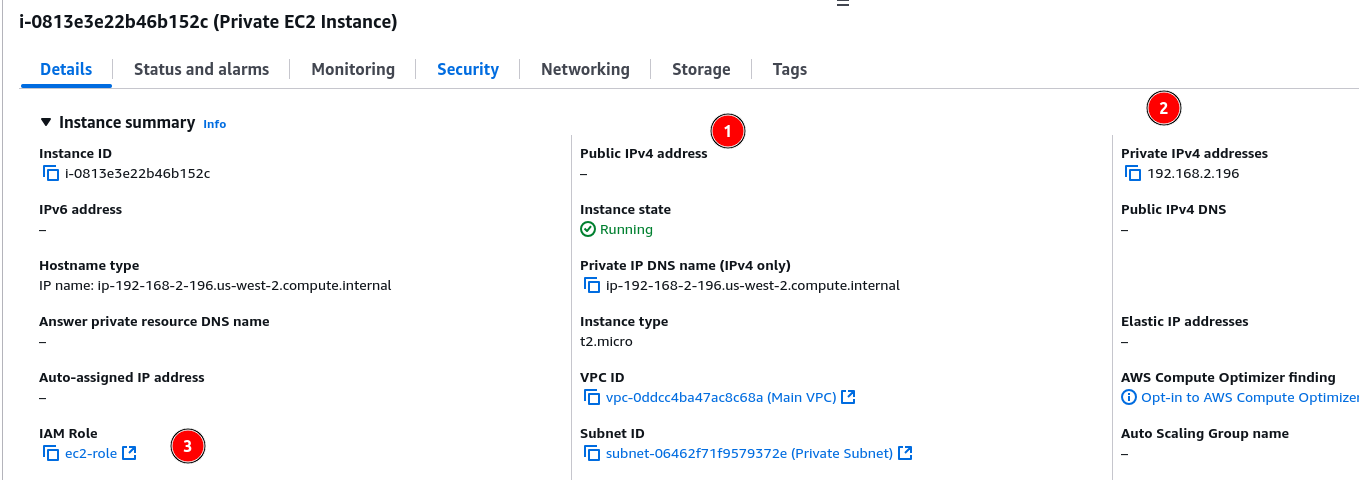 i-0813e3e22b46b152c (Private EC2 Instance)
Details Status and alarms Monitoring Security Networking Storage Tags
Instance summary Info
1
2
Instance ID
i-0813e3e22b46b152c
IPv6 address
–
Hostname type
IP name: ip-192-168-2-196.us-west-2.compute.internal
Answer private resource DNS name
–
Auto-assigned IP address
–
IAM Role
ec2-role
3
Public IPv4 address
–
Instance state
Running
Private IP DNS name (IPv4 only)
ip-192-168-2-196.us-west-2.compute.internal
Instance type
t2.micro
VPC ID
vpc-0ddcc4ba47ac8c68a (Main VPC)
Subnet ID
subnet-06462f71f9579372e (Private Subnet)
Private IPv4 addresses
192.168.2.196
Public IPv4 DNS
–
Elastic IP addresses
–
AWS Compute Optimizer finding
Opt-in to AWS Compute Optimizer
Auto Scaling Group name
–